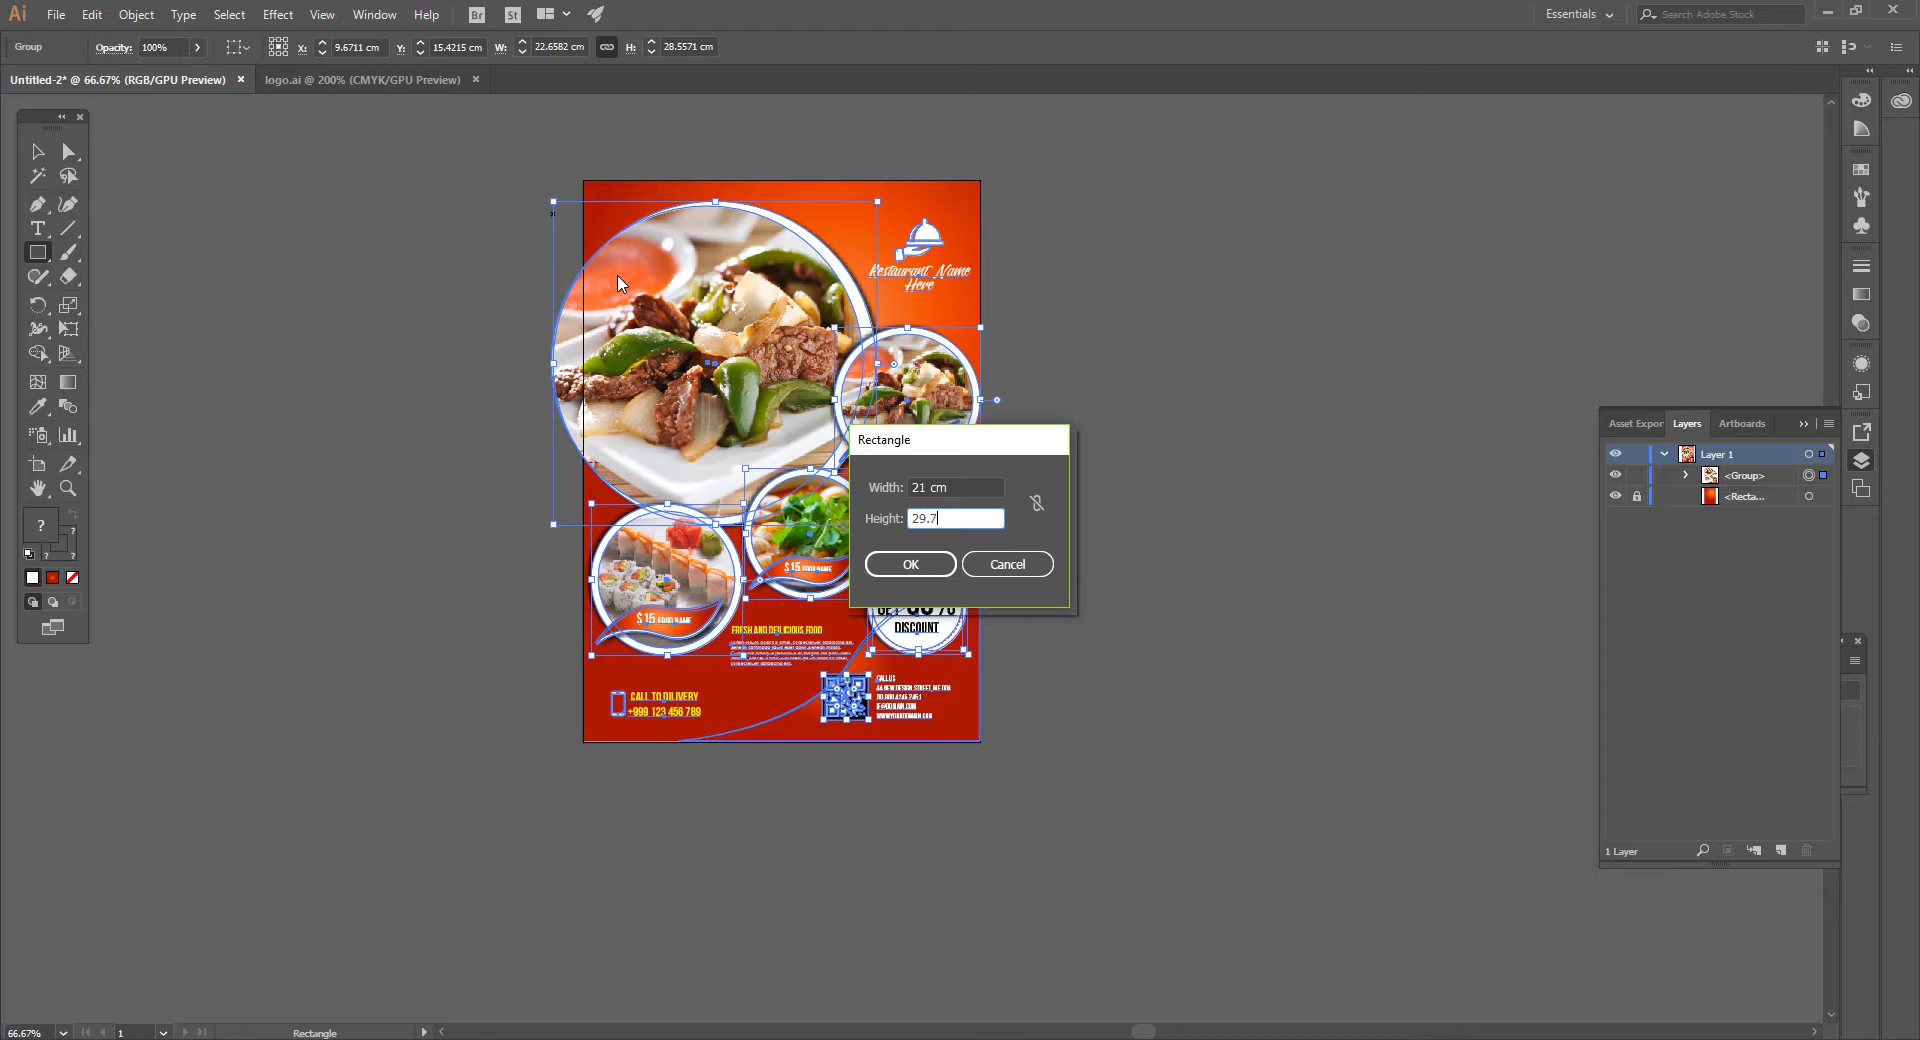 Ai File Edit Object Type Select Effect View Window Help Br St Essentials Search Adobe Stock
Group Opacity: 100% X: 9.6711 cm Y: 15.4215 cm W: 22.6582 cm H: 28.5571 cm
Untitled-2* @ 66.67% (RGB/GPU Preview) × logo.ai @ 200% (CMYK/GPU Preview) ×
Restaurant Name
Here
Rectangle
Width: 21 cm
Height: 29.7
OK Cancel
Asset Expor Layers Artboards
Layer 1
<Group>
<Recta...
$15 FOOD NAME
$15 FOOD NAME
DISCOUNT
FRESH AND DELICIOUS FOOD
CALL TO DILIVERY
+999 123 456 789
CALL US
1 Layer
66.67% 1 Rectangle